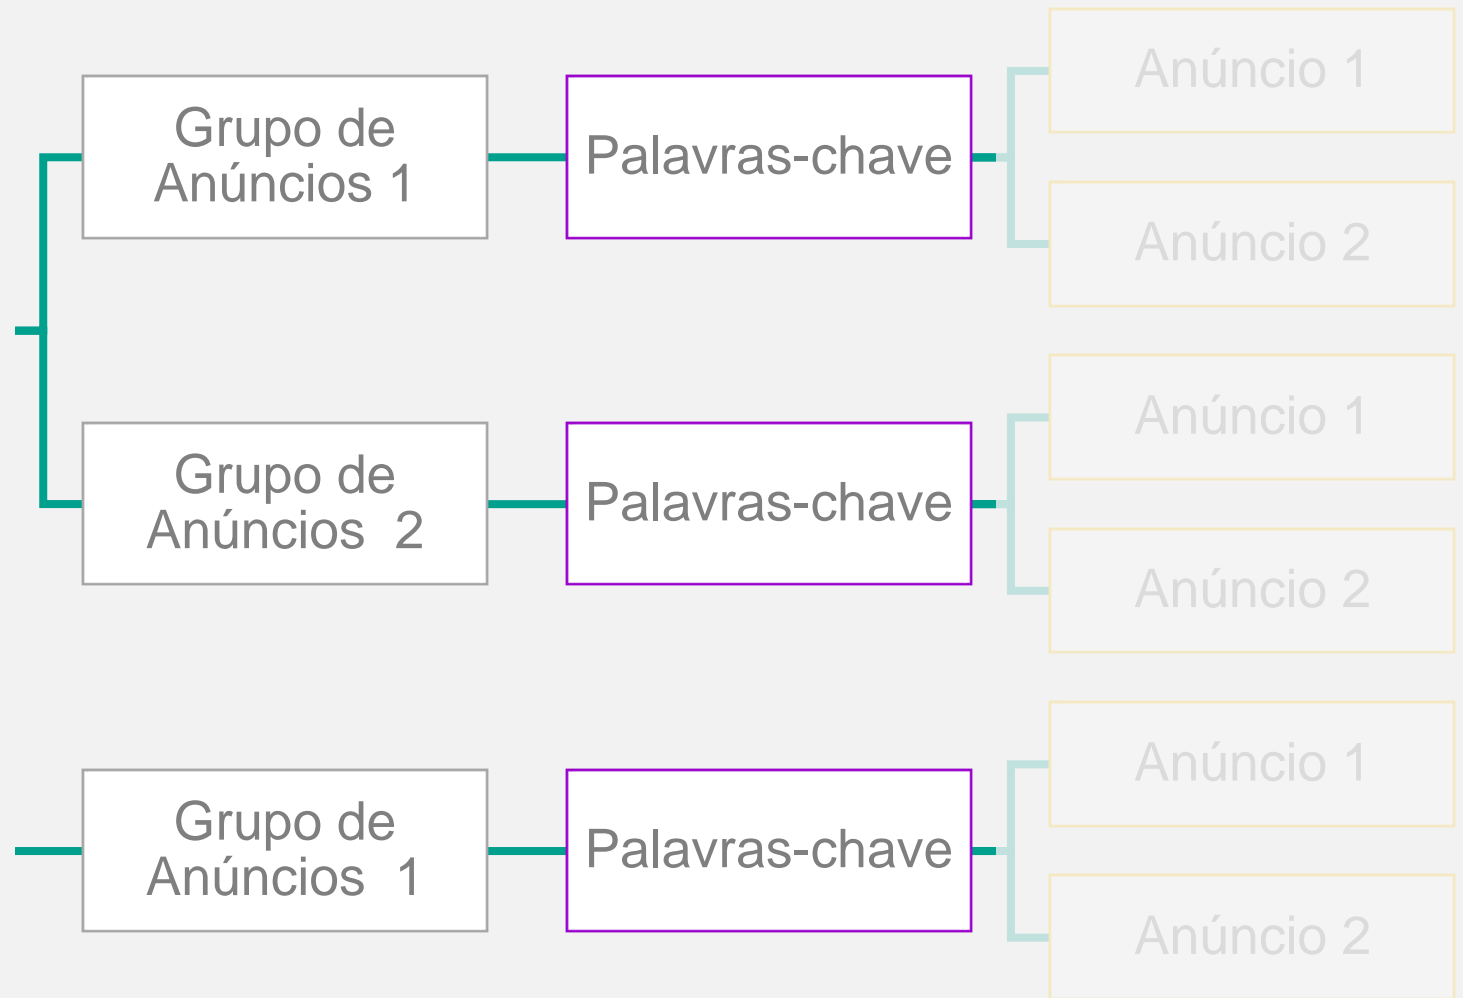 Grupo de
Anúncios 1
Palavras-chave
Anúncio 1
Anúncio 2
Grupo de
Anúncios  2
Palavras-chave
Anúncio 1
Anúncio 2
Grupo de
Anúncios  1
Palavras-chave
Anúncio 1
Anúncio 2